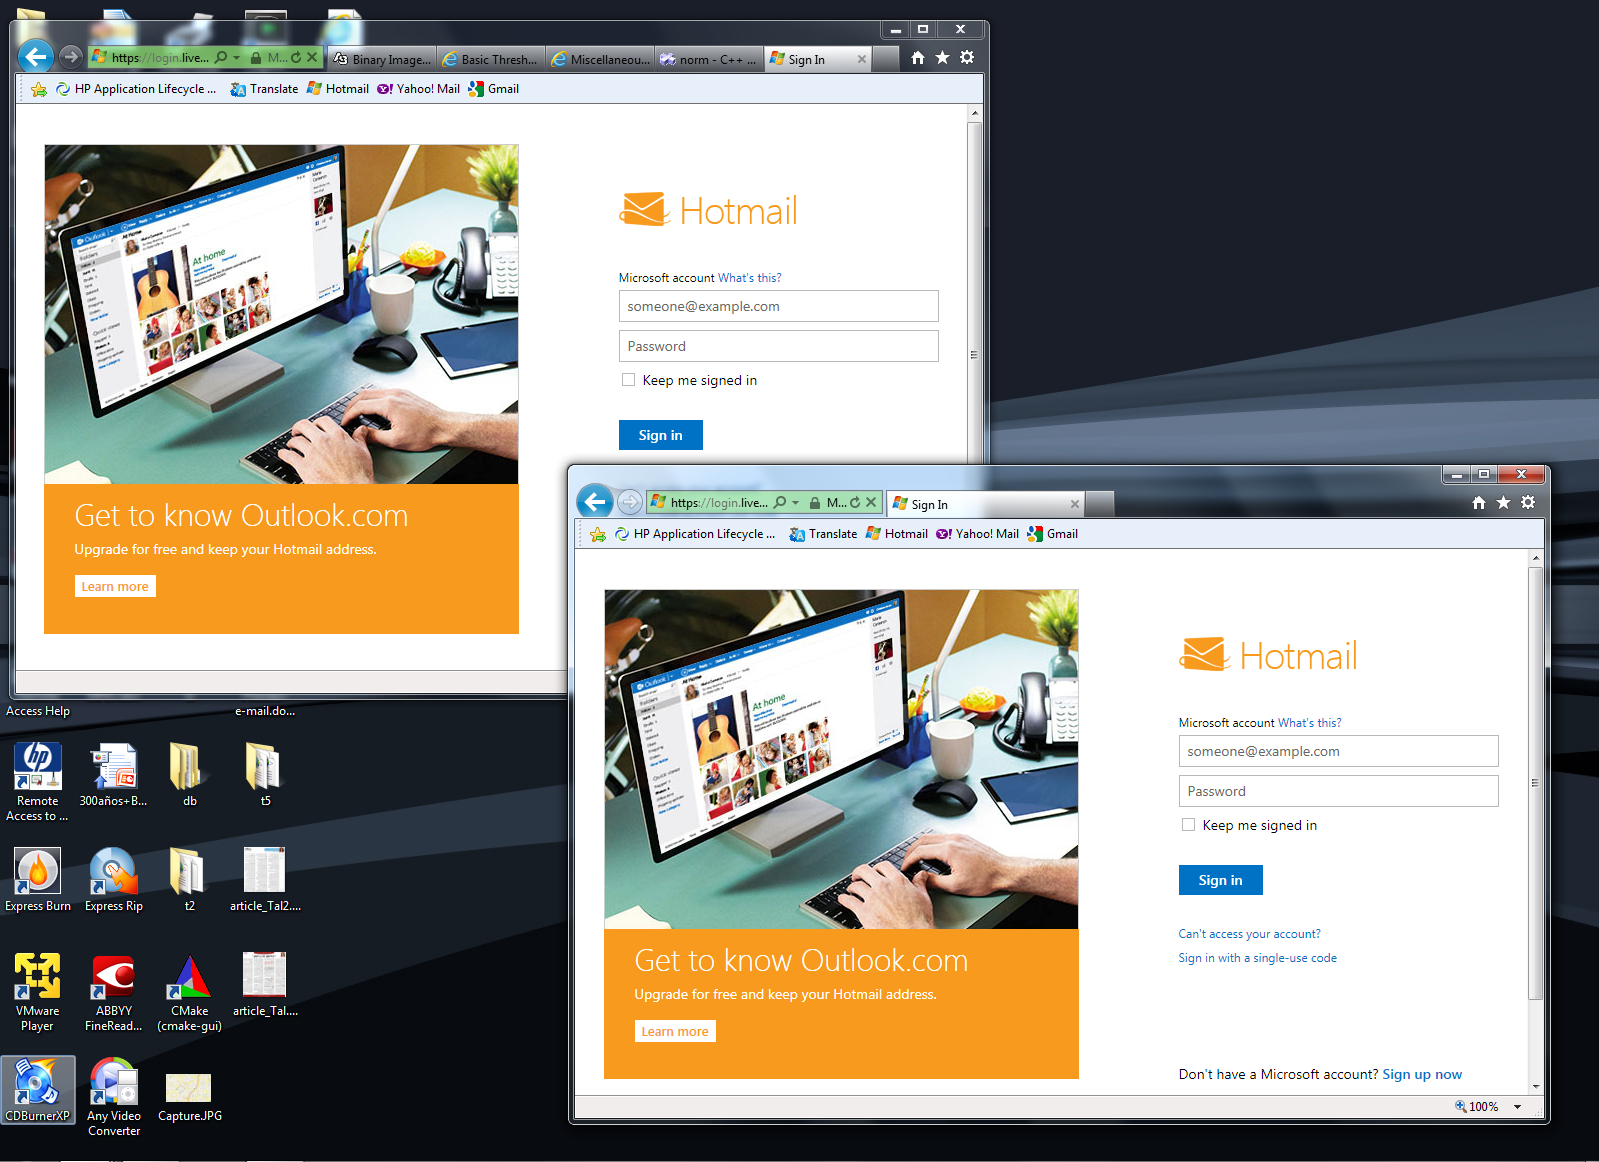 https://login.live...
M...
Binary Image...
Basic Thresh...
Miscellaneou...
norm - C++ ...
Sign In
HP Application Lifecycle ...
Translate
Hotmail
Yahoo! Mail
Gmail
Outlook
At home
Hotmail
Microsoft account What's this?
someone@example.com
Password
Keep me signed in
Sign in
Get to know Outlook.com
Upgrade for free and keep your Hotmail address.
Learn more
https://login.live...
M...
Sign In
HP Application Lifecycle ...
Translate
Hotmail
Yahoo! Mail
Gmail
Outlook
At home
Hotmail
Microsoft account What's this?
someone@example.com
Password
Keep me signed in
Sign in
Can't access your account?
Sign in with a single-use code
Get to know Outlook.com
Upgrade for free and keep your Hotmail address.
Learn more
Don't have a Microsoft account? Sign up now
100%
Access Help
e-mail.do...
hp
Remote
Access to ...
300años+B...
db
t5
Express Burn
Express Rip
t2
article_Tal2....
VMware
Player
ABBYY
FineRead...
CMake
(cmake-gui)
article_Tal....
CDBurnerXP
Any Video
Converter
Capture.JPG